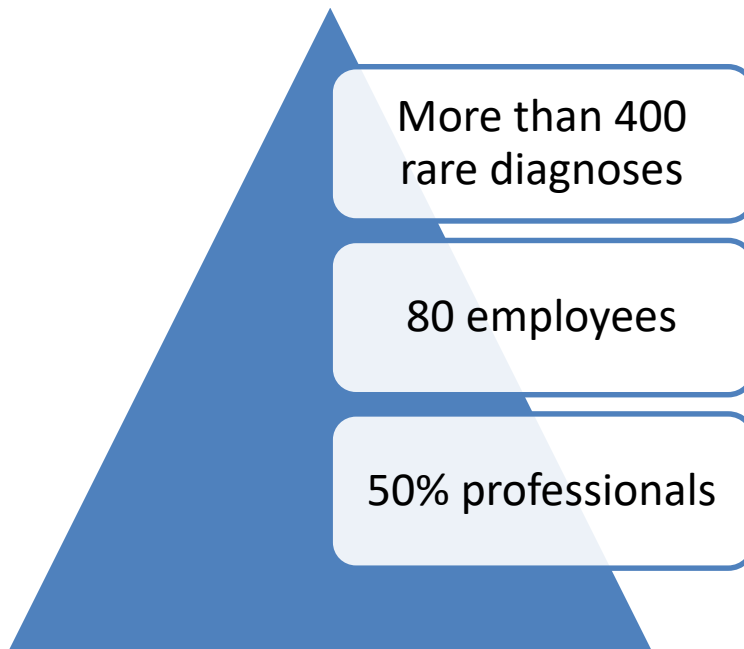 More than 400
rare diagnoses
80 employees
50% professionals